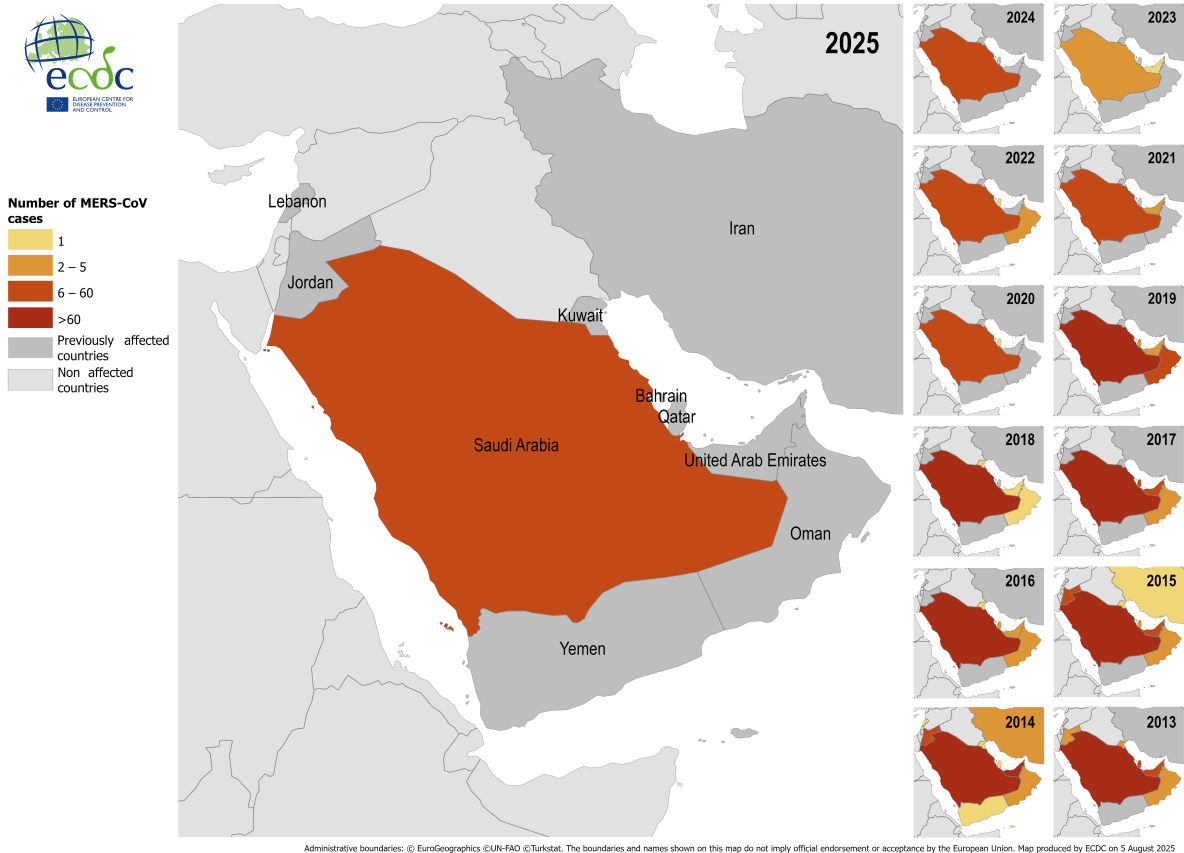 ecdc
EUROPEAN CENTRE FOR
DISEASE PREVENTION
AND CONTROL
Number of MERS-CoV
cases
1
2 – 5
6 – 60
>60
Previously affected
countries
Non affected
countries
2025
Lebanon
Iran
Jordan
Kuwait
Bahrain
Qatar
Saudi Arabia
United Arab Emirates
Oman
Yemen
2024
2023
2022
2021
2020
2019
2018
2017
2016
2015
2014
2013
Administrative boundaries: © EuroGeographics ©UN-FAO ©Turkstat. The boundaries and names shown on this map do not imply official endorsement or acceptance by the European Union. Map produced by ECDC on 5 August 2025